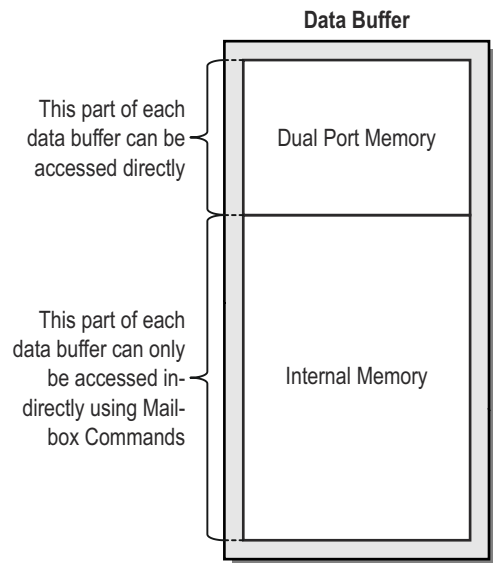 Data Buffer
This part of each
data buffer can be
accessed directly
Dual Port Memory
This part of each
data buffer can only
be accessed in-
directly using Mail-
box Commands
Internal Memory